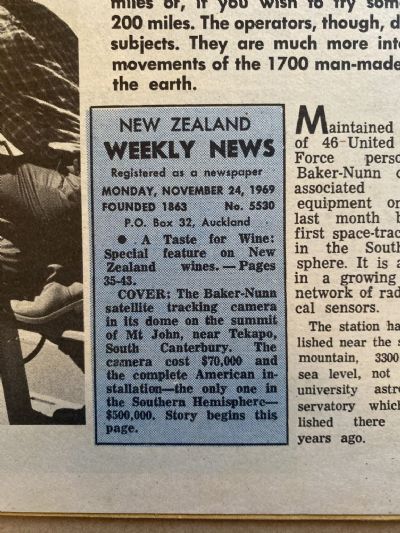 miles or, if you wish to try some
200 miles. The operators, though, d
subjects. They are much more inte
movements of the 1700 man-made
the earth.
NEW ZEALAND
WEEKLY NEWS
Registered as a newspaper
MONDAY, NOVEMBER 24, 1969
FOUNDED 1863 No. 5530
P.O. Box 32, Auckland
● A Taste for Wine:
Special feature on New
Zealand wines. — Pages
35-43.
COVER: The Baker-Nunn
satellite tracking camera
in its dome on the summit
of Mt John, near Tekapo,
South Canterbury. The
camera cost $70,000 and
the complete American in-
stallation—the only one in
the Southern Hemisphere—
$500,000. Story begins this
page.
Maintained
of 46 United
Force perso
Baker-Nunn c
associated
equipment on
last month b
first space-trac
in the South
sphere. It is a
in a growing
network of rad
cal sensors.
The station ha
lished near the s
mountain, 3300
sea level, not
university astro
servatory which
lished there
years ago.